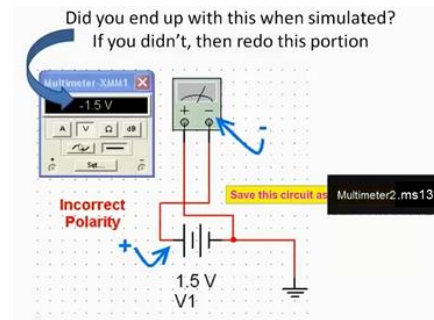 Did you end up with this when simulated?
If you didn't, then redo this portion
Multimeter-XMM1
-1.5 V
A V Ω dB
Set...
+ -
+ -
-
Save this circuit as Multimeter2.ms13
Incorrect
Polarity
+
1.5 V
V1